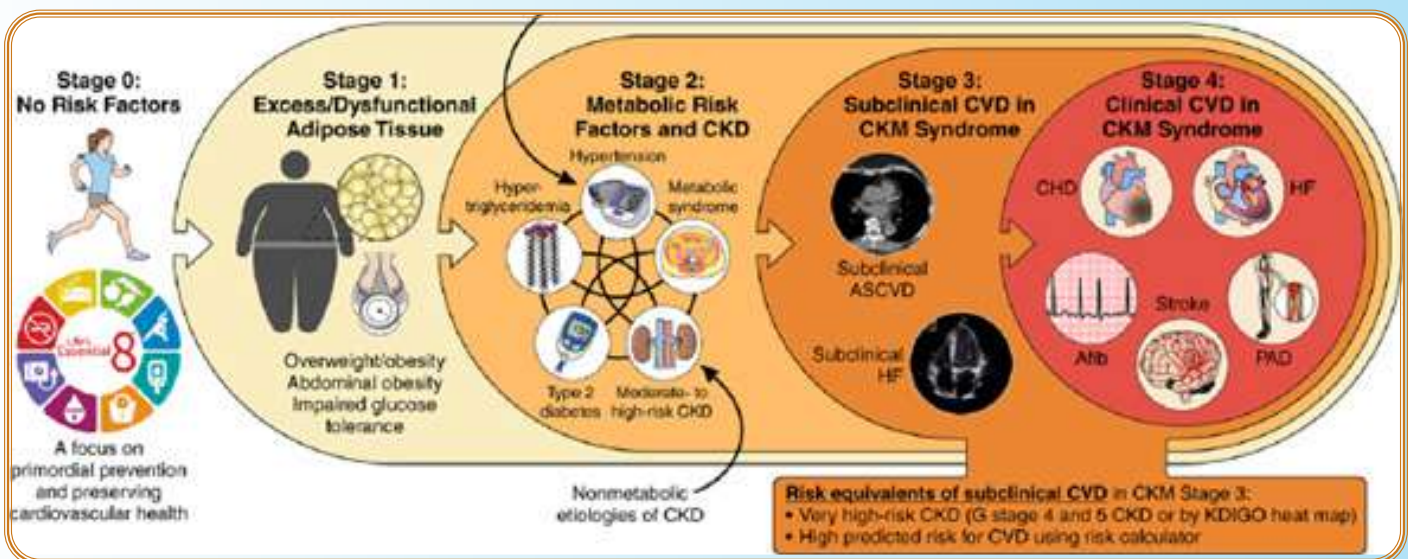 Stage 0:
No Risk Factors
Life's
Essential
8
A focus on
primordial prevention
and preserving
cardiovascular health
Stage 1:
Excess/Dysfunctional
Adipose Tissue
Overweight/obesity
Abdominal obesity
Impaired glucose
tolerance
Stage 2:
Metabolic Risk
Factors and CKD
Hypertension
Hyper-
triglyceridemia
Metabolic
syndrome
Type 2
diabetes
Moderate- to
high-risk CKD
Nonmetabolic
etiologies of CKD
Stage 3:
Subclinical CVD in
CKM Syndrome
Subclinical
ASCVD
Subclinical
HF
Stage 4:
Clinical CVD in
CKM Syndrome
CHD
HF
Afib
Stroke
PAD
Risk equivalents of subclinical CVD in CKM Stage 3:
• Very high-risk CKD (G stage 4 and 5 CKD or by KDIGO heat map)
• High predicted risk for CVD using risk calculator